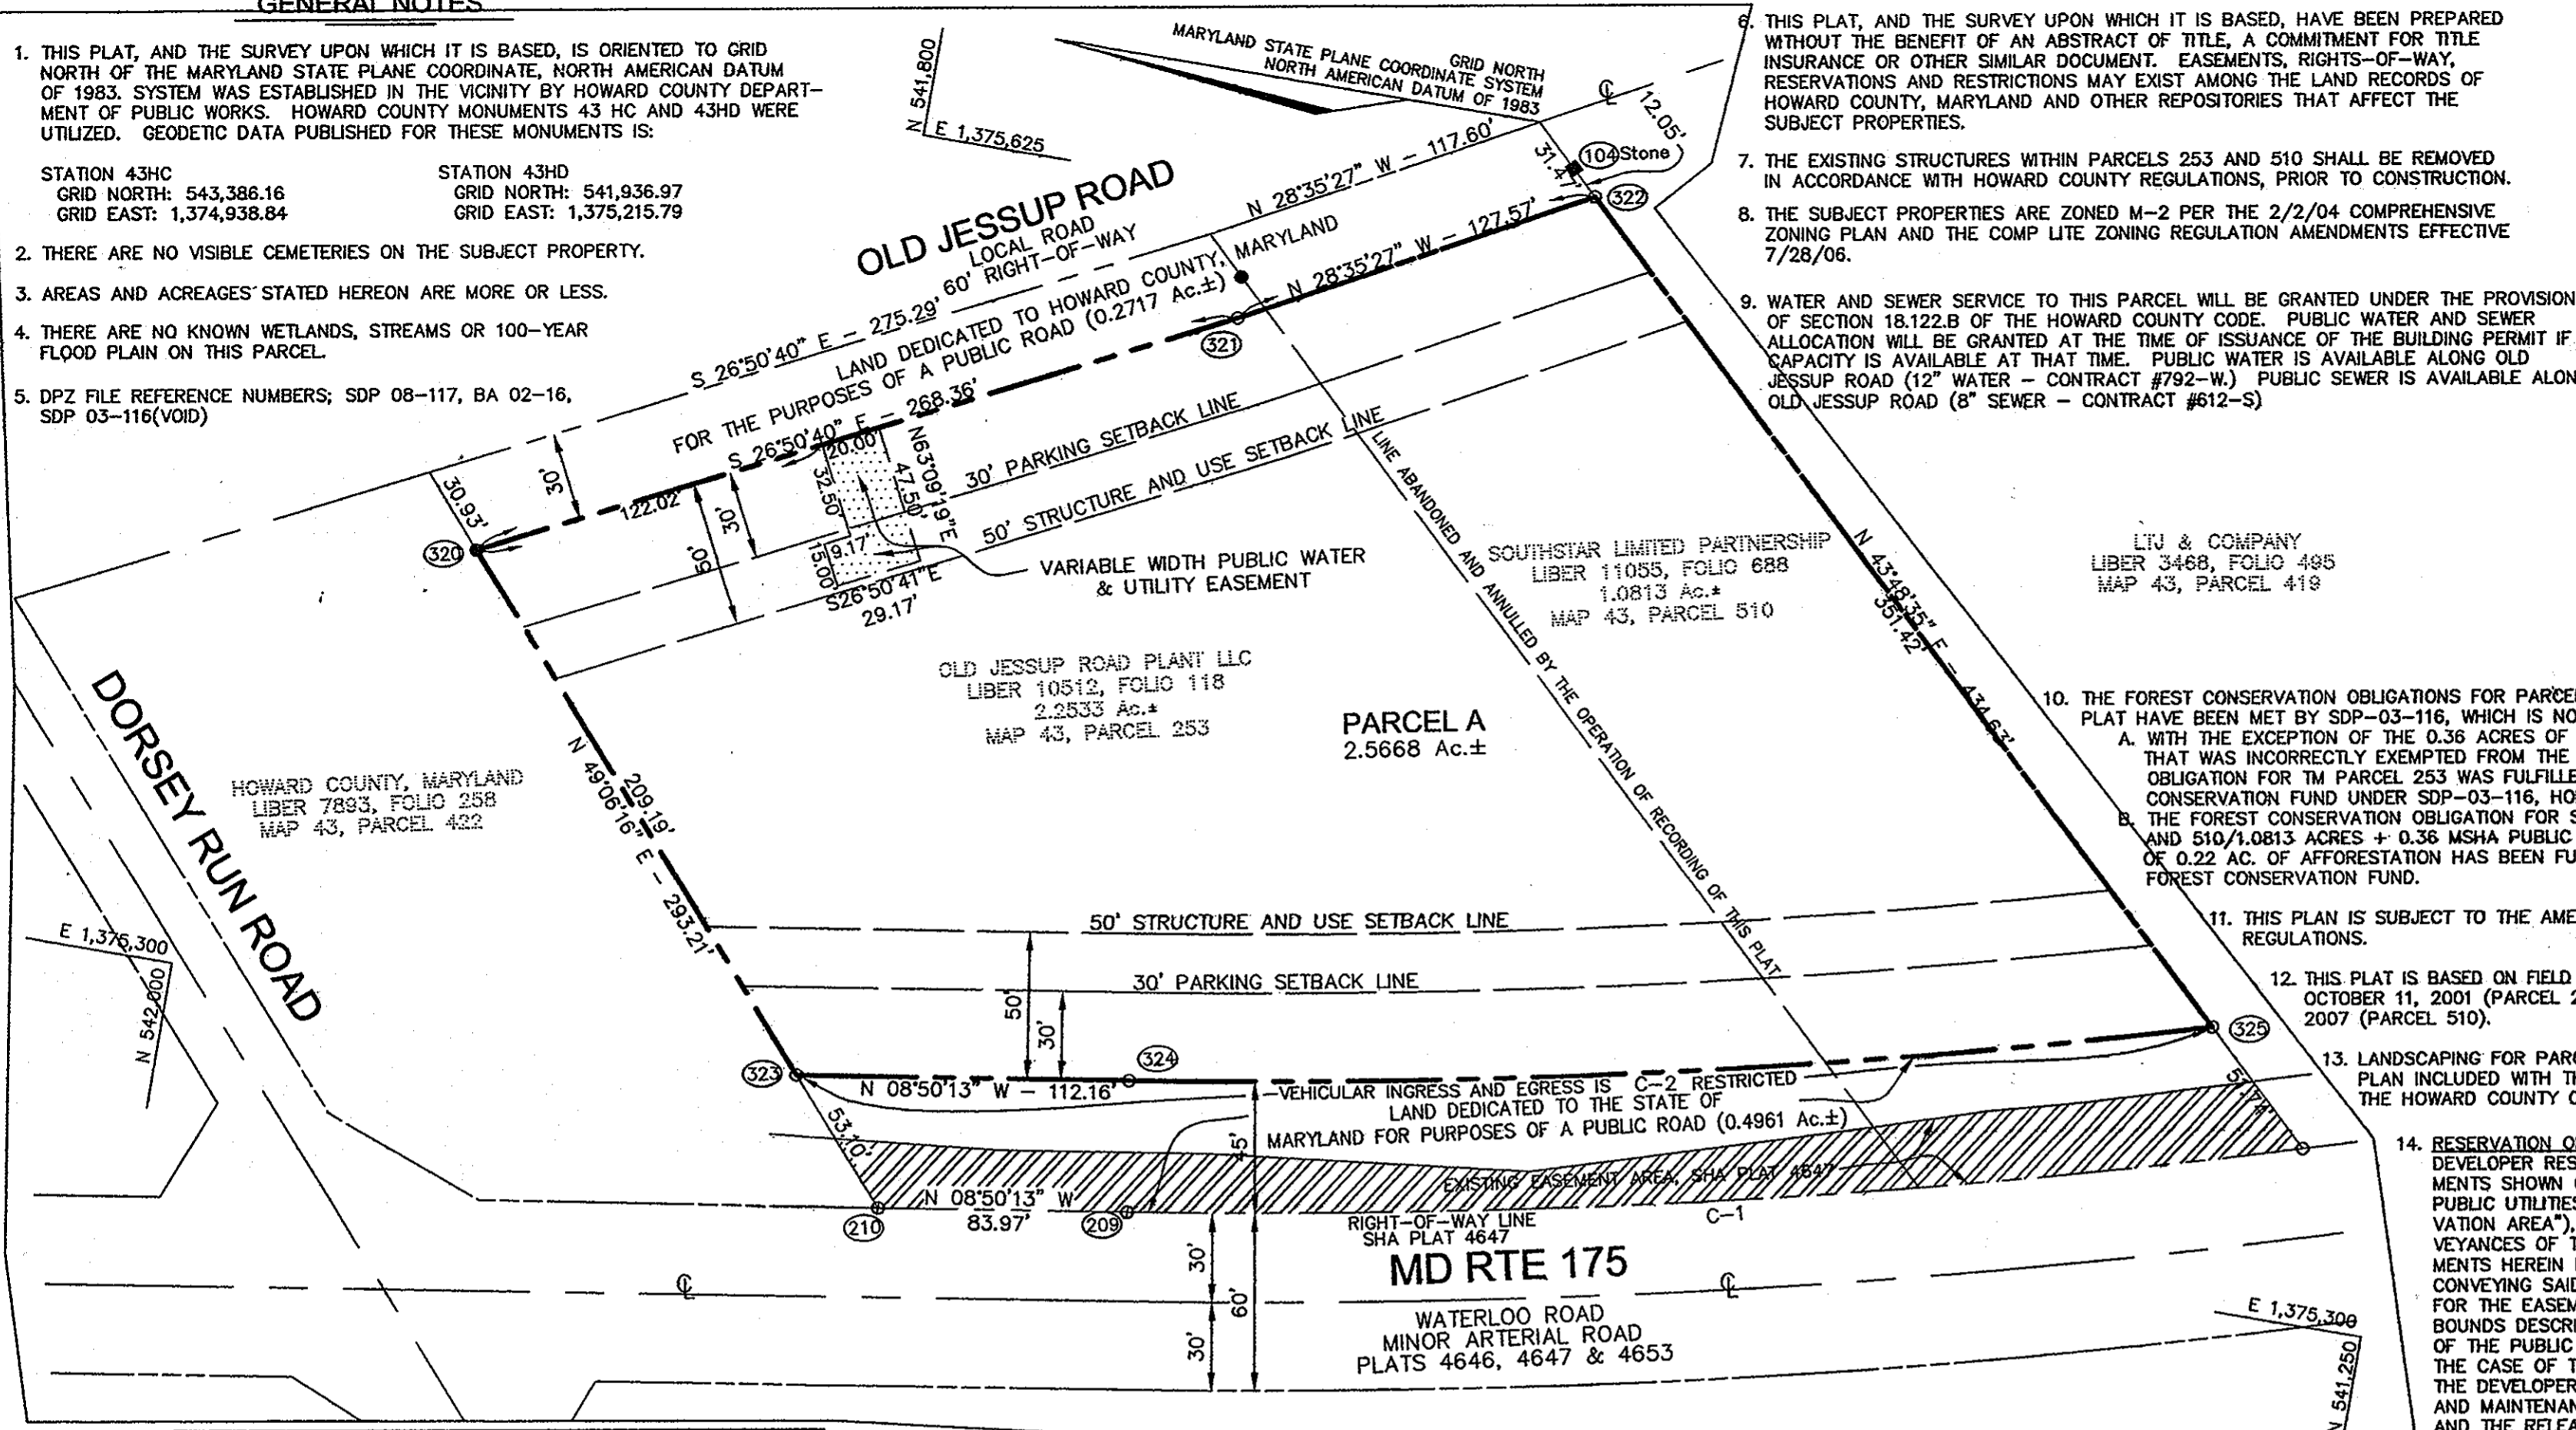 GENERAL NOTES
1. THIS PLAT, AND THE SURVEY UPON WHICH IT IS BASED, IS ORIENTED TO GRID
NORTH OF THE MARYLAND STATE PLANE COORDINATE, NORTH AMERICAN DATUM
OF 1983. SYSTEM WAS ESTABLISHED IN THE VICINITY BY HOWARD COUNTY DEPART-
MENT OF PUBLIC WORKS. HOWARD COUNTY MONUMENTS 43 HC AND 43HD WERE
UTILIZED. GEODETIC DATA PUBLISHED FOR THESE MONUMENTS IS:
STATION 43HC
GRID NORTH: 543,386.16
GRID EAST: 1,374,938.84
STATION 43HD
GRID NORTH: 541,936.97
GRID EAST: 1,375,215.79
2. THERE ARE NO VISIBLE CEMETERIES ON THE SUBJECT PROPERTY.
3. AREAS AND ACREAGES STATED HEREON ARE MORE OR LESS.
4. THERE ARE NO KNOWN WETLANDS, STREAMS OR 100-YEAR
FLOOD PLAIN ON THIS PARCEL.
5. DPZ FILE REFERENCE NUMBERS; SDP 08-117, BA 02-16,
SDP 03-116(VOID)
N 541,800
E 1,375,625
MARYLAND STATE PLANE COORDINATE SYSTEM
GRID NORTH
NORTH AMERICAN DATUM OF 1983
6. THIS PLAT, AND THE SURVEY UPON WHICH IT IS BASED, HAVE BEEN PREPARED
WITHOUT THE BENEFIT OF AN ABSTRACT OF TITLE, A COMMITMENT FOR TITLE
INSURANCE OR OTHER SIMILAR DOCUMENT. EASEMENTS, RIGHTS-OF-WAY,
RESERVATIONS AND RESTRICTIONS MAY EXIST AMONG THE LAND RECORDS OF
HOWARD COUNTY, MARYLAND AND OTHER REPOSITORIES THAT AFFECT THE
SUBJECT PROPERTIES.
7. THE EXISTING STRUCTURES WITHIN PARCELS 253 AND 510 SHALL BE REMOVED
IN ACCORDANCE WITH HOWARD COUNTY REGULATIONS, PRIOR TO CONSTRUCTION.
8. THE SUBJECT PROPERTIES ARE ZONED M-2 PER THE 2/2/04 COMPREHENSIVE
ZONING PLAN AND THE COMP LITE ZONING REGULATION AMENDMENTS EFFECTIVE
7/28/06.
9. WATER AND SEWER SERVICE TO THIS PARCEL WILL BE GRANTED UNDER THE PROVISION
OF SECTION 18.122.B OF THE HOWARD COUNTY CODE. PUBLIC WATER AND SEWER
ALLOCATION WILL BE GRANTED AT THE TIME OF ISSUANCE OF THE BUILDING PERMIT IF
CAPACITY IS AVAILABLE AT THAT TIME. PUBLIC WATER IS AVAILABLE ALONG OLD
JESSUP ROAD (12" WATER - CONTRACT #792-W.) PUBLIC SEWER IS AVAILABLE ALON
OLD JESSUP ROAD (8" SEWER - CONTRACT #612-S)
OLD JESSUP ROAD
LOCAL ROAD
60' RIGHT-OF-WAY
N 28°35'27" W - 117.60'
℄
12.05'
31.47'
104 Stone
322
N 28°35'27" W - 127.57'
S 26°50'40" E - 275.29'
LAND DEDICATED TO HOWARD COUNTY, MARYLAND
FOR THE PURPOSES OF A PUBLIC ROAD (0.2717 Ac.±)
S 26°50'40" E - 268.36'
321
30.93'
30'
122.02'
320
30'
50'
20.00'
32.50'
47.50'
N63°09'19"E
9.17'
15.00'
S26°50'41"E
29.17'
30' PARKING SETBACK LINE
50' STRUCTURE AND USE SETBACK LINE
VARIABLE WIDTH PUBLIC WATER
& UTILITY EASEMENT
LINE ABANDONED AND ANNULLED BY THE OPERATION OF RECORDING OF THIS PLAT
SOUTHSTAR LIMITED PARTNERSHIP
LIBER 11055, FOLIO 688
1.0813 Ac.±
MAP 43, PARCEL 510
N 43°48'35" E - 434.63'
351.42'
LTJ & COMPANY
LIBER 3468, FOLIO 495
MAP 43, PARCEL 419
OLD JESSUP ROAD PLANT LLC
LIBER 10512, FOLIO 118
2.2533 Ac.±
MAP 43, PARCEL 253
PARCEL A
2.5668 Ac.±
DORSEY RUN ROAD
HOWARD COUNTY, MARYLAND
LIBER 7893, FOLIO 258
MAP 43, PARCEL 422
209.19'
N 49°06'16" E - 293.21'
E 1,375,300
N 542,000
10. THE FOREST CONSERVATION OBLIGATIONS FOR PARCEL
PLAT HAVE BEEN MET BY SDP-03-116, WHICH IS NO
A. WITH THE EXCEPTION OF THE 0.36 ACRES OF
THAT WAS INCORRECTLY EXEMPTED FROM THE
OBLIGATION FOR TM PARCEL 253 WAS FULFILLE
CONSERVATION FUND UNDER SDP-03-116, HO
B. THE FOREST CONSERVATION OBLIGATION FOR S
AND 510/1.0813 ACRES + 0.36 MSHA PUBLIC
OF 0.22 AC. OF AFFORESTATION HAS BEEN FU
FOREST CONSERVATION FUND.
11. THIS PLAN IS SUBJECT TO THE AME
REGULATIONS.
12. THIS PLAT IS BASED ON FIELD
OCTOBER 11, 2001 (PARCEL 2
2007 (PARCEL 510).
13. LANDSCAPING FOR PARC
PLAN INCLUDED WITH TH
THE HOWARD COUNTY C
14. RESERVATION O
DEVELOPER RES
MENTS SHOWN
PUBLIC UTILITIES
VATION AREA"),
VEYANCES OF T
MENTS HEREIN
CONVEYING SAID
FOR THE EASEM
BOUNDS DESCRI
OF THE PUBLIC
THE CASE OF T
THE DEVELOPER
AND MAINTENAN
AND THE RELEA
50' STRUCTURE AND USE SETBACK LINE
30' PARKING SETBACK LINE
50'
30'
323
324
325
N 08°50'13" W - 112.16'
VEHICULAR INGRESS AND EGRESS IS C-2 RESTRICTED
LAND DEDICATED TO THE STATE OF
MARYLAND FOR PURPOSES OF A PUBLIC ROAD (0.4961 Ac.±)
53.10'
45'
EXISTING EASEMENT AREA, SHA PLAT 4647
N 08°50'13" W
83.97'
210
209
RIGHT-OF-WAY LINE
SHA PLAT 4647
C-1
MD RTE 175
℄
℄
30'
60'
30'
WATERLOO ROAD
MINOR ARTERIAL ROAD
PLATS 4646, 4647 & 4653
E 1,375,300
N 541,250